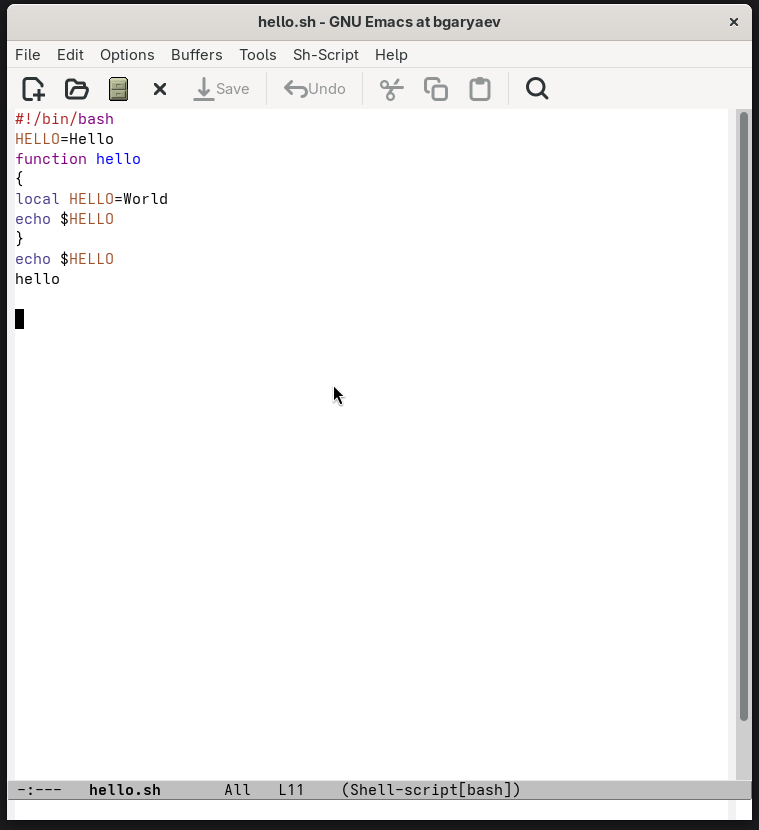 hello.sh - GNU Emacs at bgaryaev
File Edit Options Buffers Tools Sh-Script Help
Save Undo
#!/bin/bash
HELLO=Hello
function hello
{
local HELLO=World
echo $HELLO
}
echo $HELLO
hello
-:--- hello.sh All L11 (Shell-script[bash])